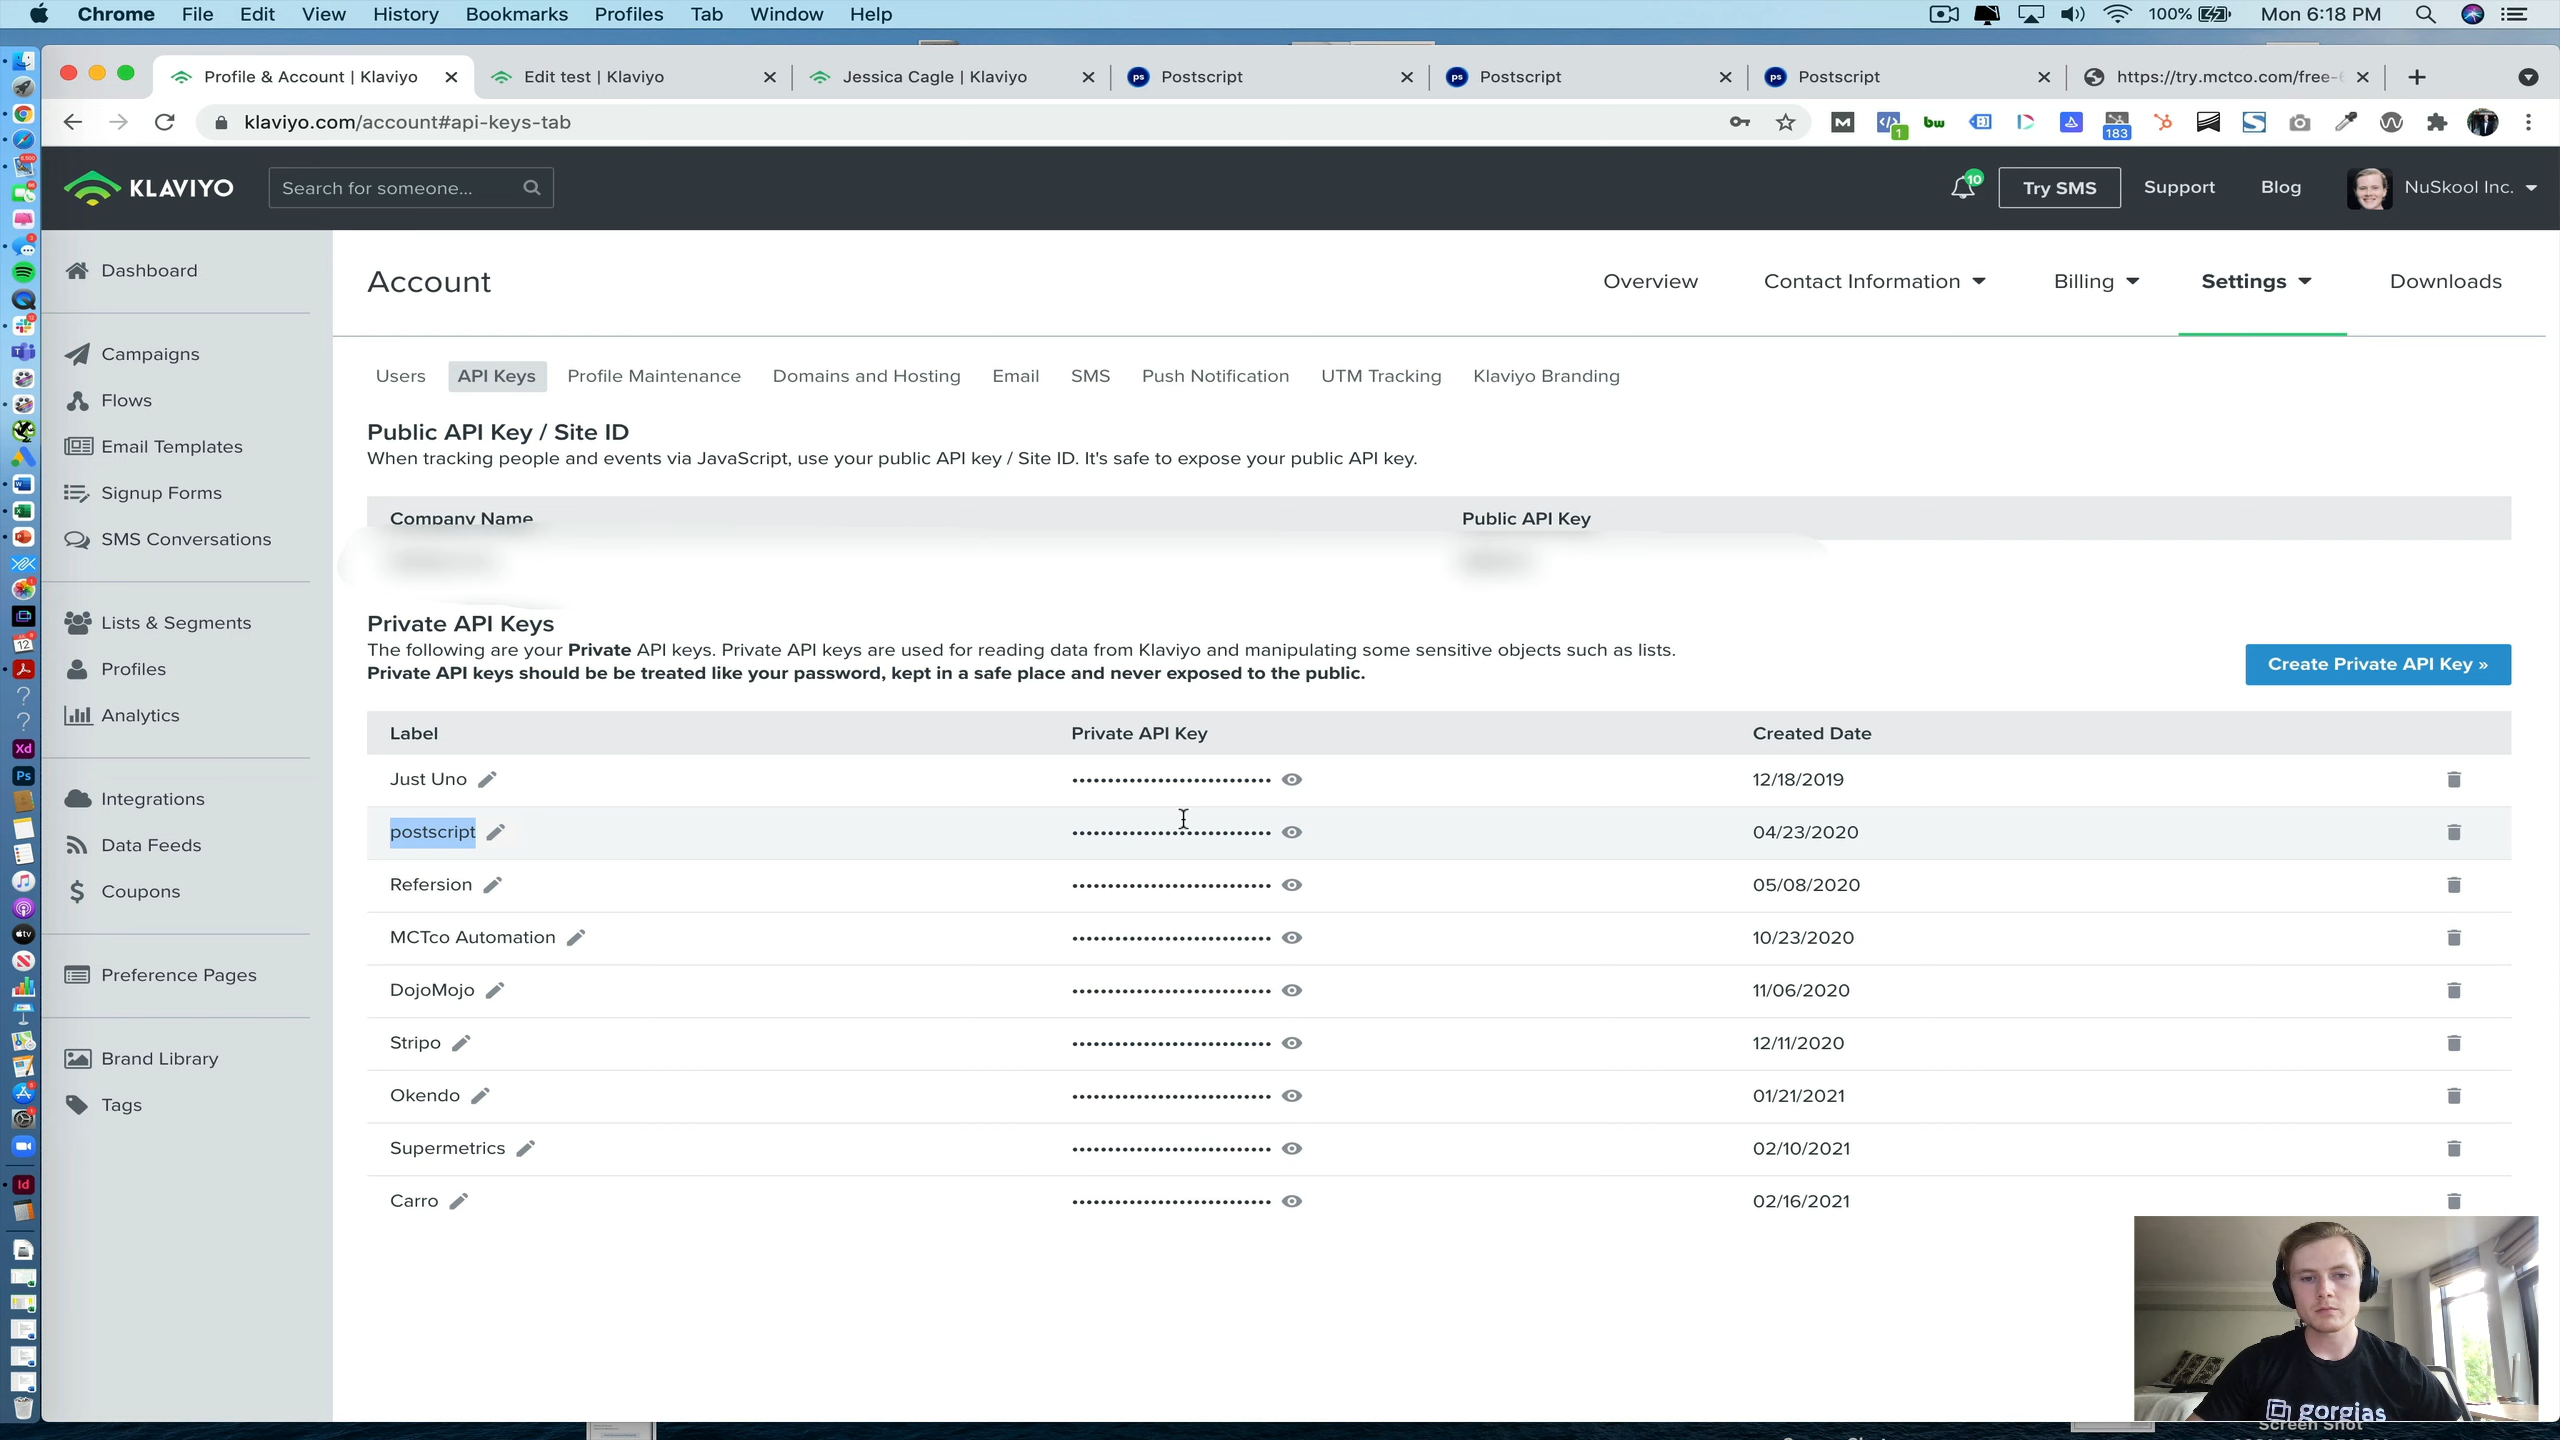 Chrome File Edit View History Bookmarks Profiles Tab Window Help 100% Mon 6:18 PM
Profile & Account | Klaviyo Edit test | Klaviyo Jessica Cagle | Klaviyo ps Postscript ps Postscript ps Postscript https://try.mctco.com/free-
klaviyo.com/account#api-keys-tab 1 bw 183
KLAVIYO Search for someone... 10 Try SMS Support Blog NuSkool Inc.
Dashboard
Campaigns
Flows
Email Templates
Signup Forms
SMS Conversations
Lists & Segments
Profiles
Analytics
Integrations
Data Feeds
Coupons
Preference Pages
Brand Library
Tags
Account Overview Contact Information Billing Settings Downloads
Users API Keys Profile Maintenance Domains and Hosting Email SMS Push Notification UTM Tracking Klaviyo Branding
Public API Key / Site ID
When tracking people and events via JavaScript, use your public API key / Site ID. It's safe to expose your public API key.
Company Name Public API Key
Private API Keys
The following are your Private API keys. Private API keys are used for reading data from Klaviyo and manipulating some sensitive objects such as lists.
Private API keys should be be treated like your password, kept in a safe place and never exposed to the public.
Create Private API Key »
Label Private API Key Created Date
Just Uno •••••••••••••••••••••••••••• 12/18/2019
postscript •••••••••••••••••••••••••••• 04/23/2020
Refersion •••••••••••••••••••••••••••• 05/08/2020
MCTco Automation •••••••••••••••••••••••••••• 10/23/2020
DojoMojo •••••••••••••••••••••••••••• 11/06/2020
Stripo •••••••••••••••••••••••••••• 12/11/2020
Okendo •••••••••••••••••••••••••••• 01/21/2021
Supermetrics •••••••••••••••••••••••••••• 02/10/2021
Carro •••••••••••••••••••••••••••• 02/16/2021
gorgias
Screen Shot